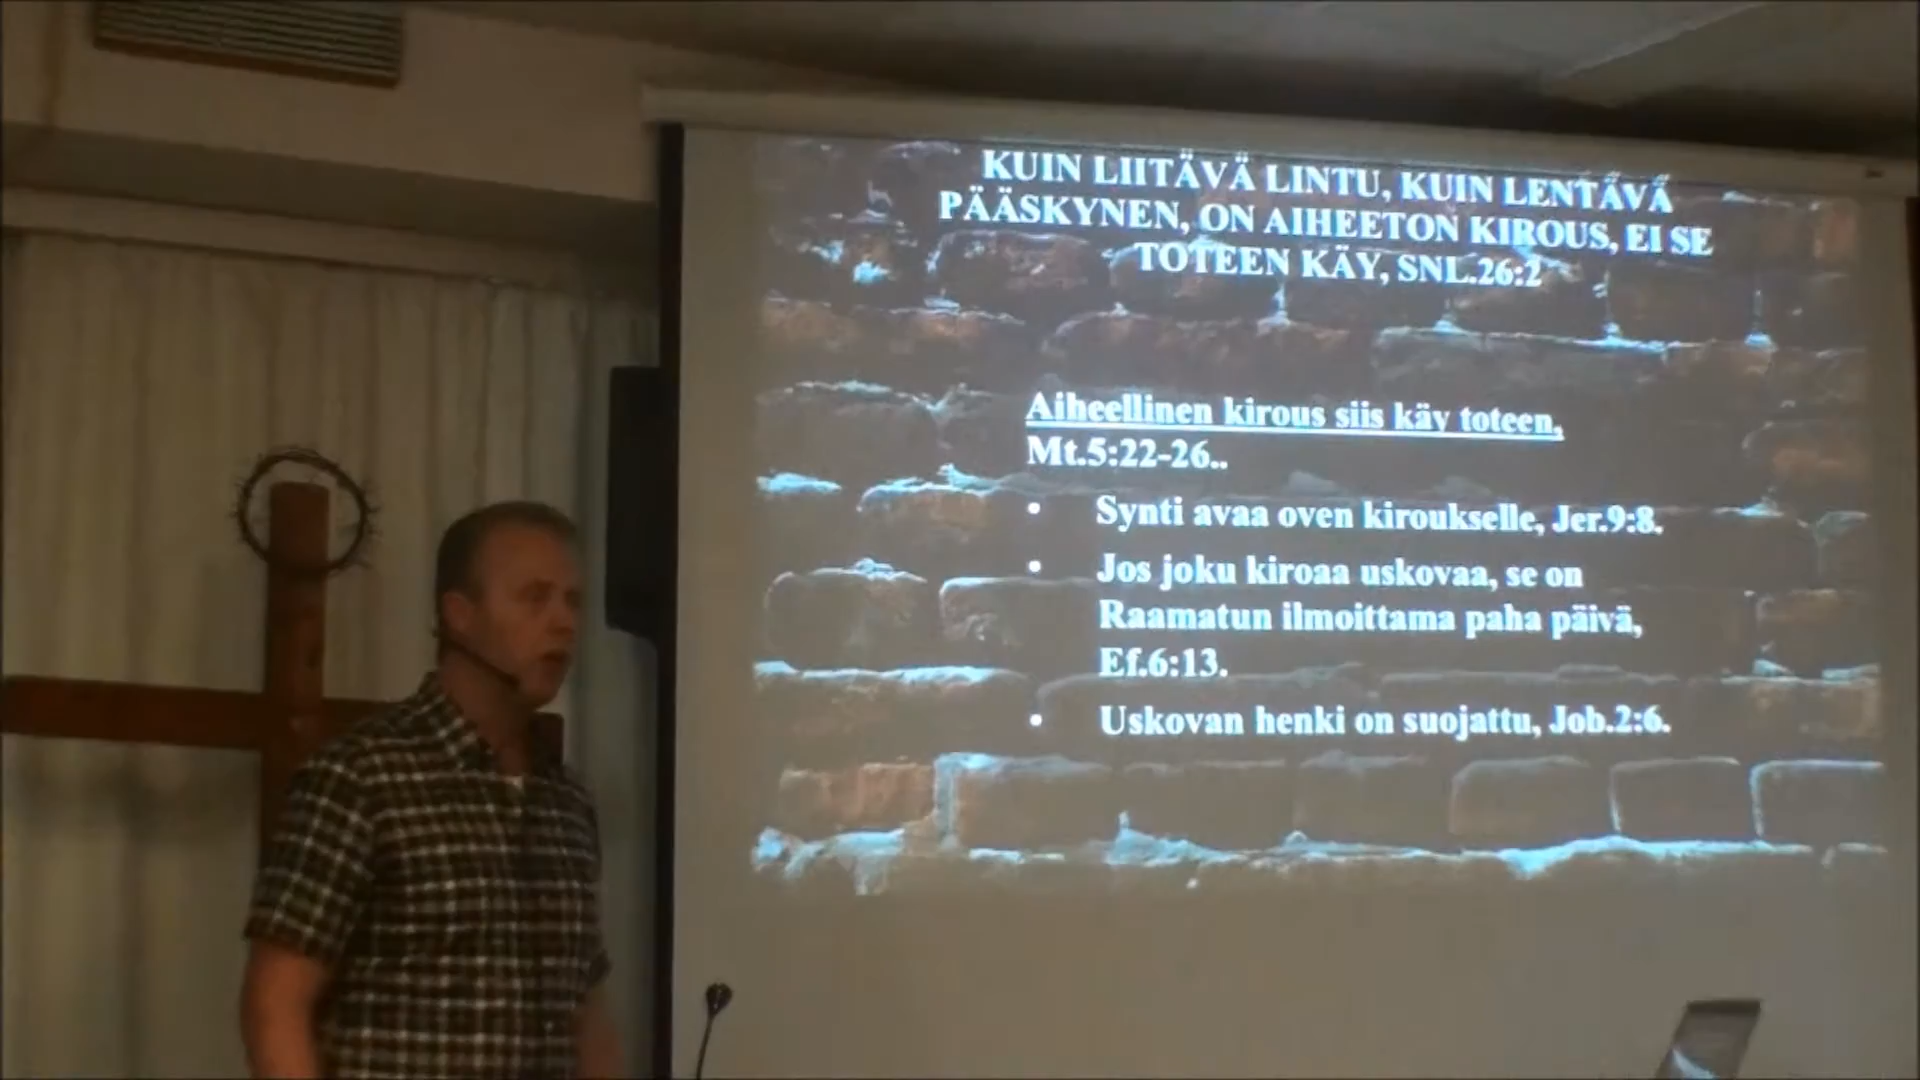 KUIN LIITÄVÄ LINTU, KUIN LENTÄVÄ
PÄÄSKYNEN, ON AIHEETON KIROUS, EI SE
TOTEEN KÄY, SNL.26:2
Aiheellinen kirous siis käy toteen,
Mt.5:22-26..
• Synti avaa oven kiroukselle, Jer.9:8.
• Jos joku kiroaa uskovaa, se on
Raamatun ilmoittama paha päivä,
Ef.6:13.
• Uskovan henki on suojattu, Job.2:6.